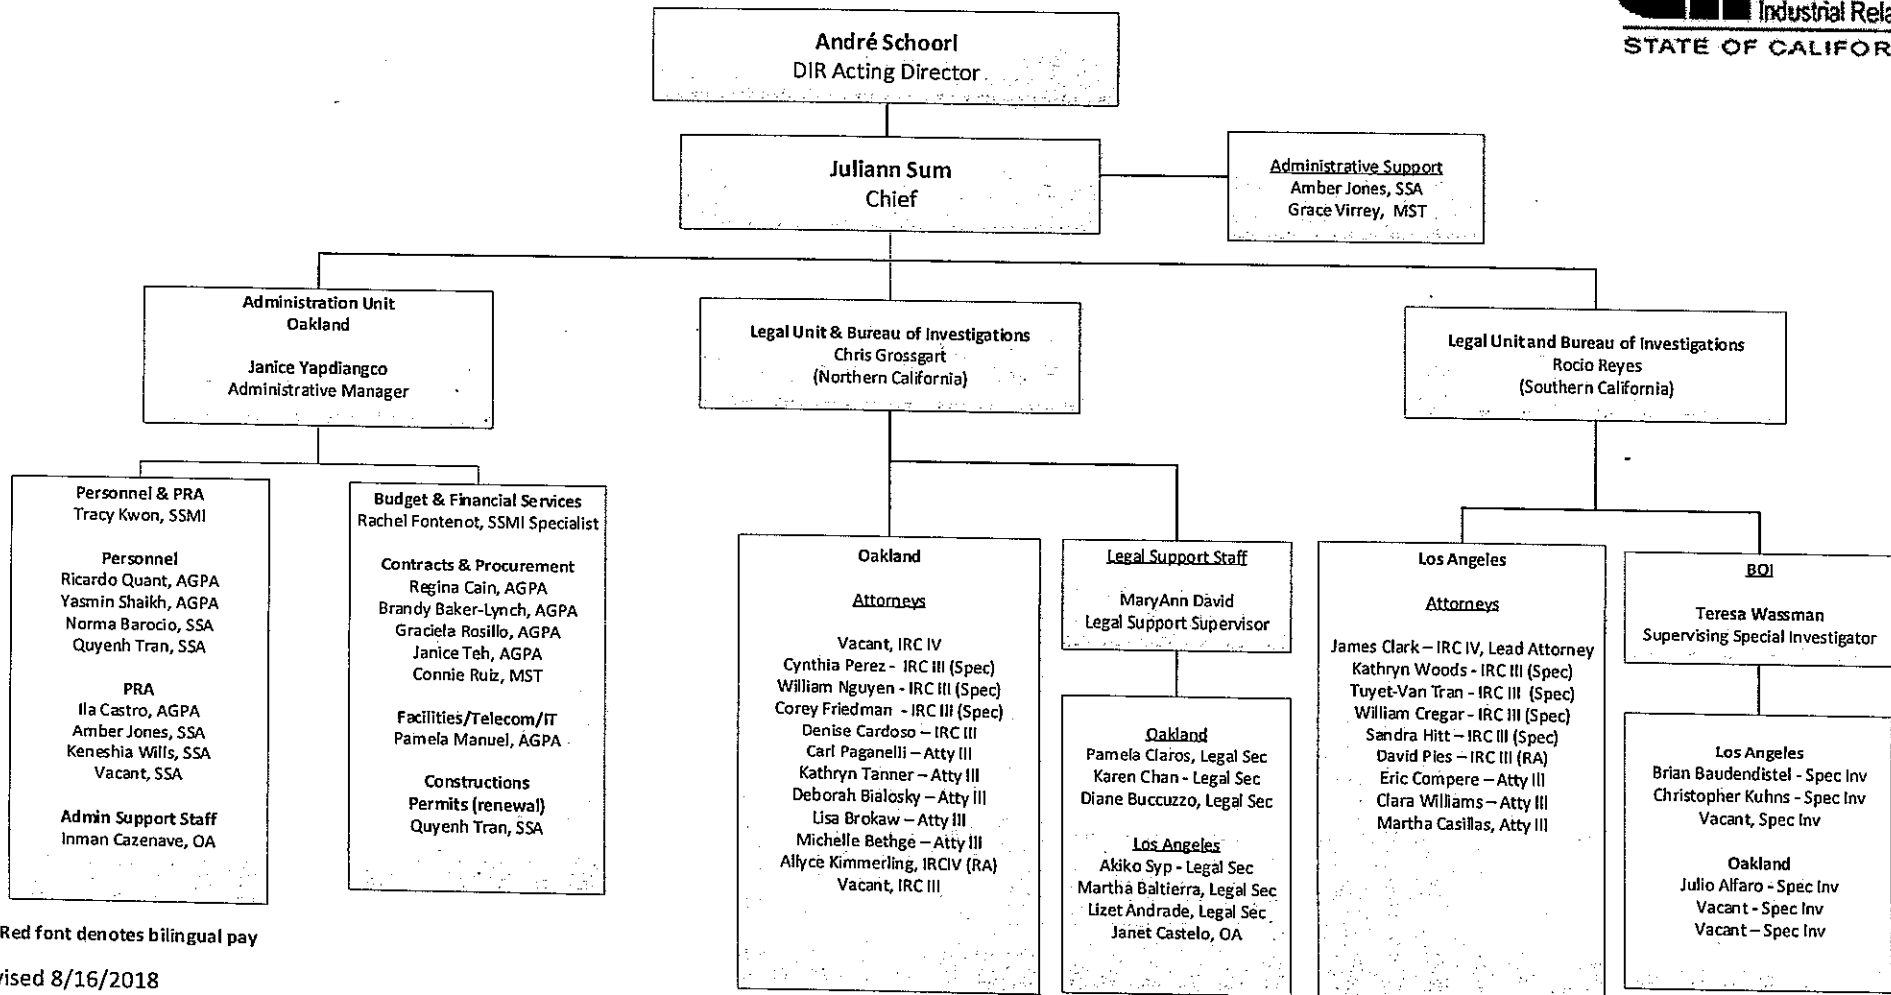 Industrial Rela
STATE OF CALIFOR
André Schoorl
DIR Acting Director
Juliann Sum
Chief
Administrative Support
Amber Jones, SSA
Grace Virrey, MST
Administration Unit
Oakland
Janice Yapdiangco
Administrative Manager
Legal Unit & Bureau of Investigations
Chris Grossgart
(Northern California)
Legal Unit and Bureau of Investigations
Rocio Reyes
(Southern California)
Personnel & PRA
Tracy Kwon, SSMI
Personnel
Ricardo Quant, AGPA
Yasmin Shaikh, AGPA
Norma Barocio, SSA
Quyenh Tran, SSA
PRA
Ila Castro, AGPA
Amber Jones, SSA
Keneshia Wills, SSA
Vacant, SSA
Admin Support Staff
Inman Cazenave, OA
Budget & Financial Services
Rachel Fontenot, SSMI Specialist
Contracts & Procurement
Regina Cain, AGPA
Brandy Baker-Lynch, AGPA
Graciela Rosillo, AGPA
Janice Teh, AGPA
Connie Ruiz, MST
Facilities/Telecom/IT
Pamela Manuel, AGPA
Constructions
Permits (renewal)
Quyenh Tran, SSA
Oakland
Attorneys
Vacant, IRC IV
Cynthia Perez - IRC III (Spec)
William Nguyen - IRC III (Spec)
Corey Friedman - IRC III (Spec)
Denise Cardoso – IRC III
Carl Paganelli – Atty III
Kathryn Tanner – Atty III
Deborah Bialosky – Atty III
Lisa Brokaw – Atty III
Michelle Bethge – Atty III
Allyce Kimmerling, IRCIV (RA)
Vacant, IRC III
Legal Support Staff
MaryAnn David
Legal Support Supervisor
Oakland
Pamela Claros, Legal Sec
Karen Chan - Legal Sec
Diane Buccuzzo, Legal Sec
Los Angeles
Akiko Syp - Legal Sec
Martha Baltierra, Legal Sec
Lizet Andrade, Legal Sec
Janet Castelo, OA
Los Angeles
Attorneys
James Clark – IRC IV, Lead Attorney
Kathryn Woods - IRC III (Spec)
Tuyet-Van Tran - IRC III (Spec)
William Cregar - IRC III (Spec)
Sandra Hitt – IRC III (Spec)
David Pies – IRC III (RA)
Eric Compere – Atty III
Clara Williams – Atty III
Martha Casillas, Atty III
BOI
Teresa Wassman
Supervising Special Investigator
Los Angeles
Brian Baudendistel - Spec Inv
Christopher Kuhns - Spec Inv
Vacant, Spec Inv
Oakland
Julio Alfaro - Spec Inv
Vacant - Spec Inv
Vacant – Spec Inv
Red font denotes bilingual pay
vised 8/16/2018